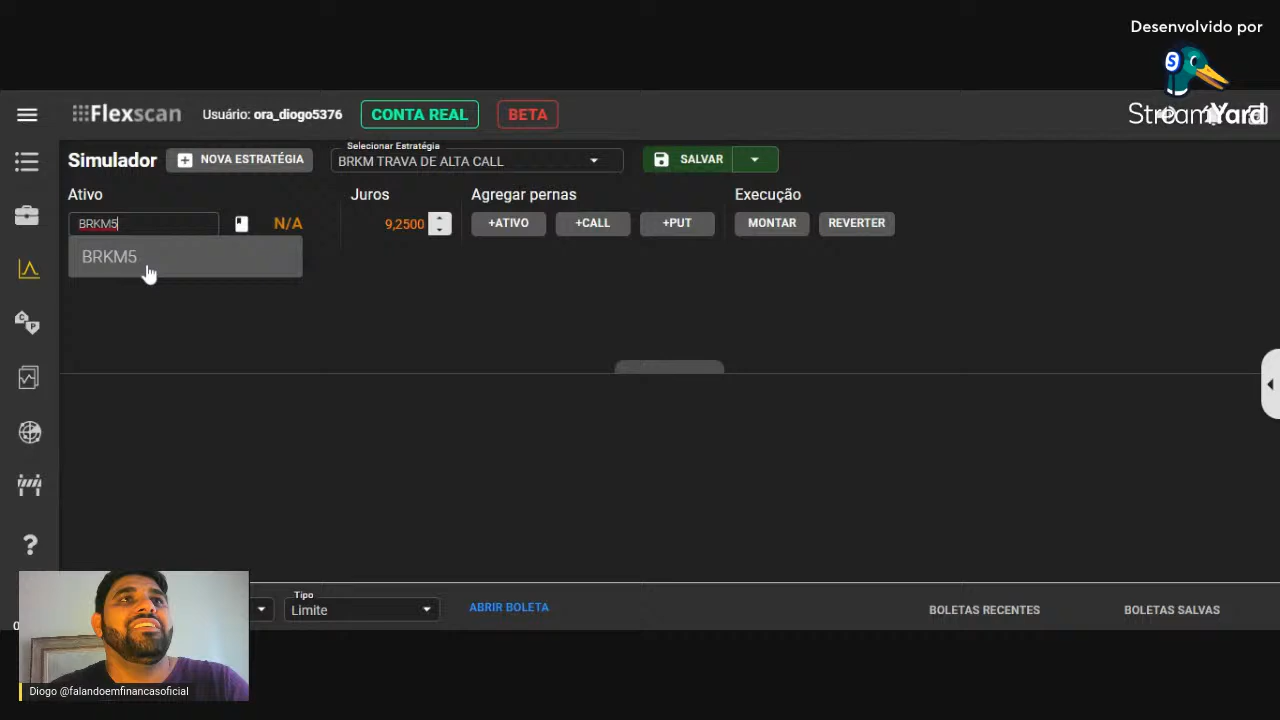 Desenvolvido por
StreamYard
Flexscan
Usuário: ora_diogo5376
CONTA REAL
BETA
Simulador
NOVA ESTRATÉGIA
Selecionar Estratégia
BRKM TRAVA DE ALTA CALL
SALVAR
Ativo
Juros
Agregar pernas
Execução
BRKM5
N/A
9,2500
+ATIVO
+CALL
+PUT
MONTAR
REVERTER
BRKM5
Tipo
Limite
ABRIR BOLETA
BOLETAS RECENTES
BOLETAS SALVAS
Diogo @falandoemfinancasoficial